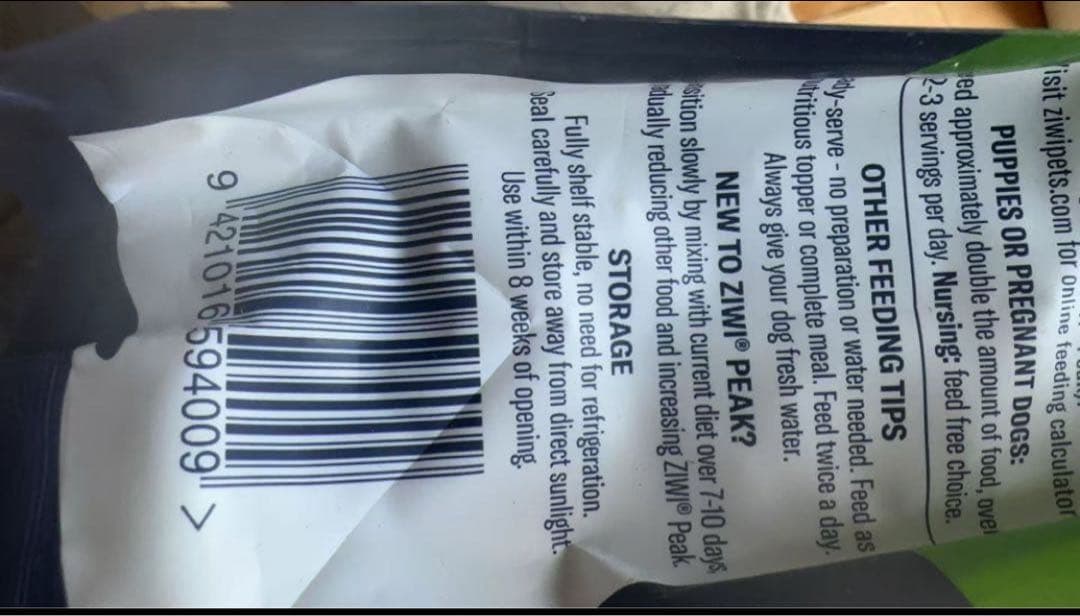 isit ziwipets.com for online feeding calculator
PUPPIES OR PREGNANT DOGS:
eed approximately double the amount of food, over
2-3 servings per day. Nursing: feed free choice.
OTHER FEEDING TIPS
dy-serve - no preparation or water needed. Feed as
utritious topper or complete meal. Feed twice a day.
Always give your dog fresh water.
NEW TO ZIWI® PEAK?
sition slowly by mixing with current diet over 7-10 days,
dually reducing other food and increasing ZIWI® Peak.
STORAGE
Fully shelf stable, no need for refrigeration.
Seal carefully and store away from direct sunlight.
Use within 8 weeks of opening.
9 421016 594009 >